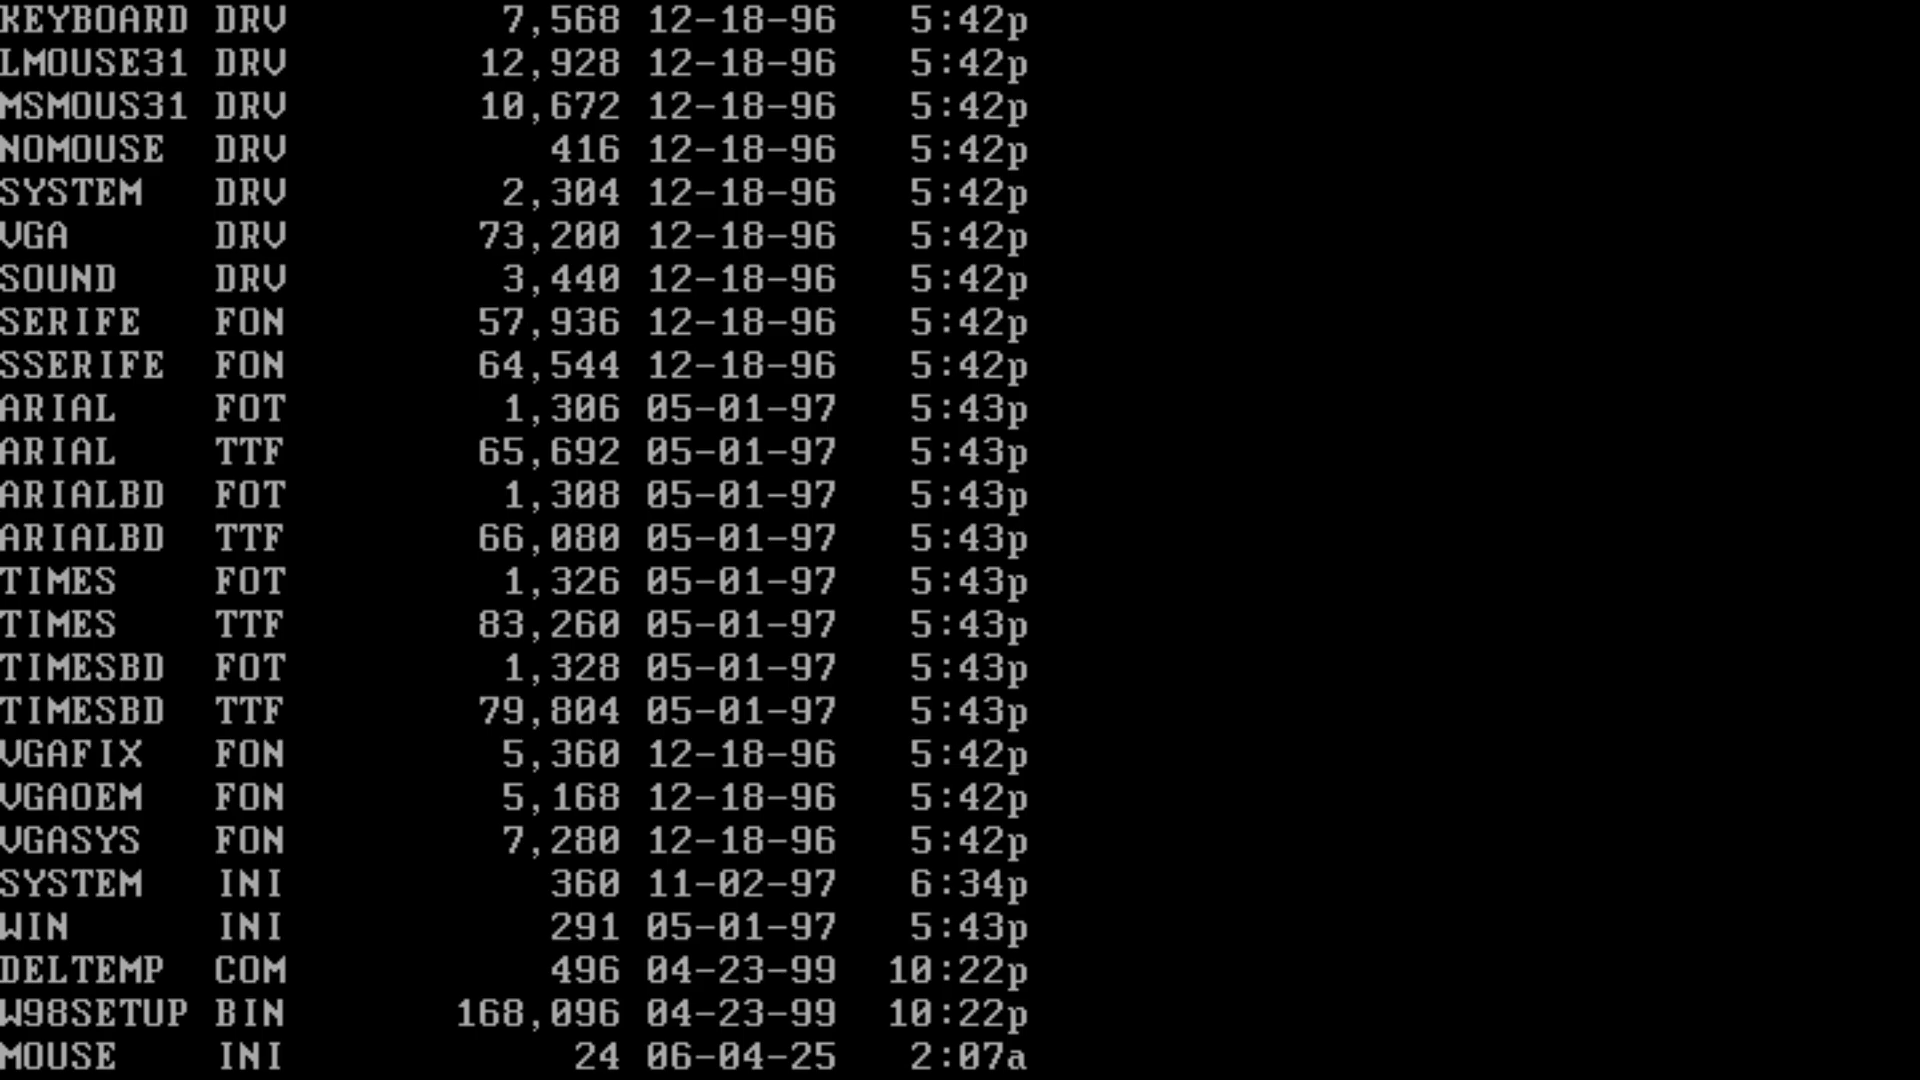 KEYBOARD DRV 7,568 12-18-96 5:42p
LMOUSE31 DRV 12,928 12-18-96 5:42p
MSMOUS31 DRV 10,672 12-18-96 5:42p
NOMOUSE DRV 416 12-18-96 5:42p
SYSTEM DRV 2,304 12-18-96 5:42p
VGA DRV 73,200 12-18-96 5:42p
SOUND DRV 3,440 12-18-96 5:42p
SERIFE FON 57,936 12-18-96 5:42p
SSERIFE FON 64,544 12-18-96 5:42p
ARIAL FOT 1,306 05-01-97 5:43p
ARIAL TTF 65,692 05-01-97 5:43p
ARIALBD FOT 1,308 05-01-97 5:43p
ARIALBD TTF 66,080 05-01-97 5:43p
TIMES FOT 1,326 05-01-97 5:43p
TIMES TTF 83,260 05-01-97 5:43p
TIMESBD FOT 1,328 05-01-97 5:43p
TIMESBD TTF 79,804 05-01-97 5:43p
VGAFIX FON 5,360 12-18-96 5:42p
VGAOEM FON 5,168 12-18-96 5:42p
VGASYS FON 7,280 12-18-96 5:42p
SYSTEM INI 360 11-02-97 6:34p
WIN INI 291 05-01-97 5:43p
DELTEMP COM 496 04-23-99 10:22p
W98SETUP BIN 168,096 04-23-99 10:22p
MOUSE INI 24 06-04-25 2:07a